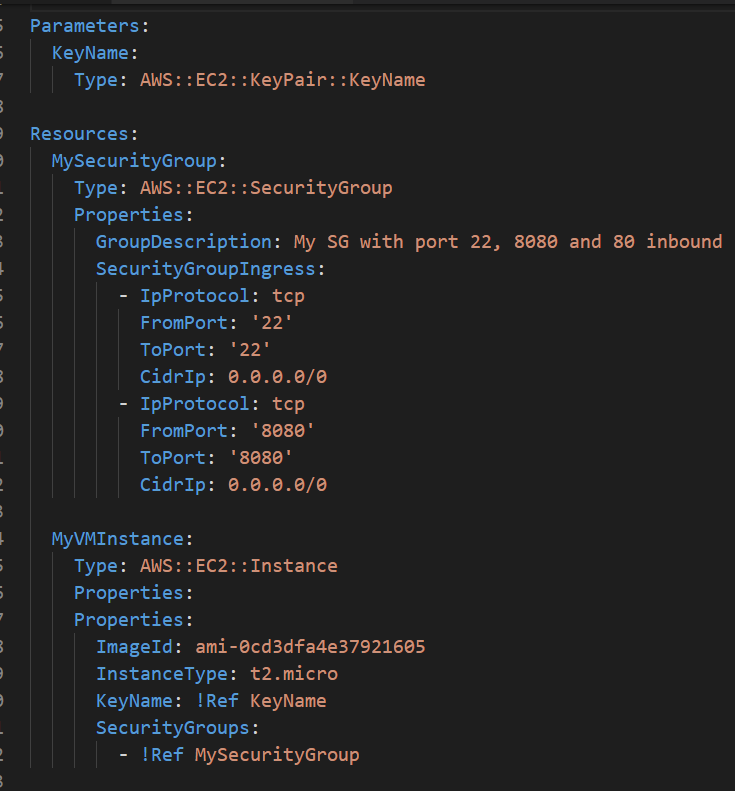 Parameters:
KeyName:
Type: AWS::EC2::KeyPair::KeyName
Resources:
MySecurityGroup:
Type: AWS::EC2::SecurityGroup
Properties:
GroupDescription: My SG with port 22, 8080 and 80 inbound
SecurityGroupIngress:
- IpProtocol: tcp
FromPort: '22'
ToPort: '22'
CidrIp: 0.0.0.0/0
- IpProtocol: tcp
FromPort: '8080'
ToPort: '8080'
CidrIp: 0.0.0.0/0
MyVMInstance:
Type: AWS::EC2::Instance
Properties:
Properties:
ImageId: ami-0cd3dfa4e37921605
InstanceType: t2.micro
KeyName: !Ref KeyName
SecurityGroups:
- !Ref MySecurityGroup